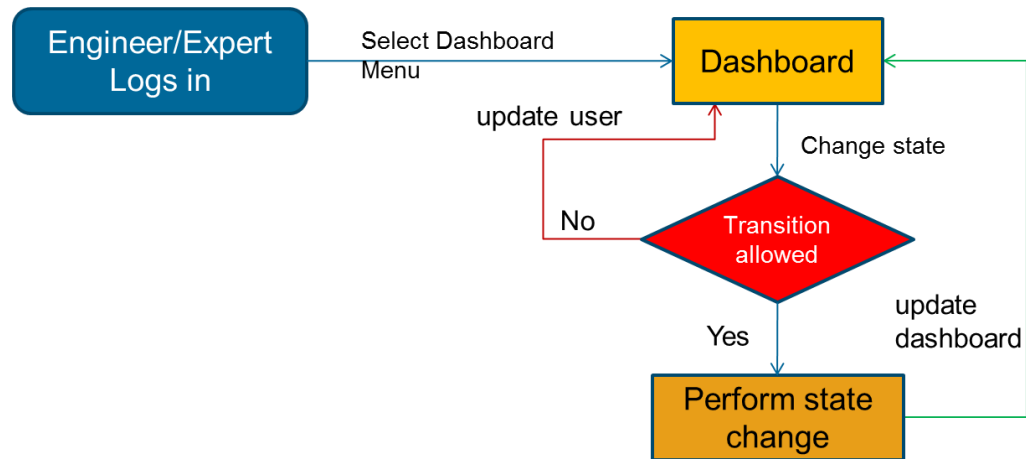 Engineer/Expert
Logs in
Select Dashboard
Menu
Dashboard
update user
Change state
No
Transition
allowed
Yes
update
dashboard
Perform state
change